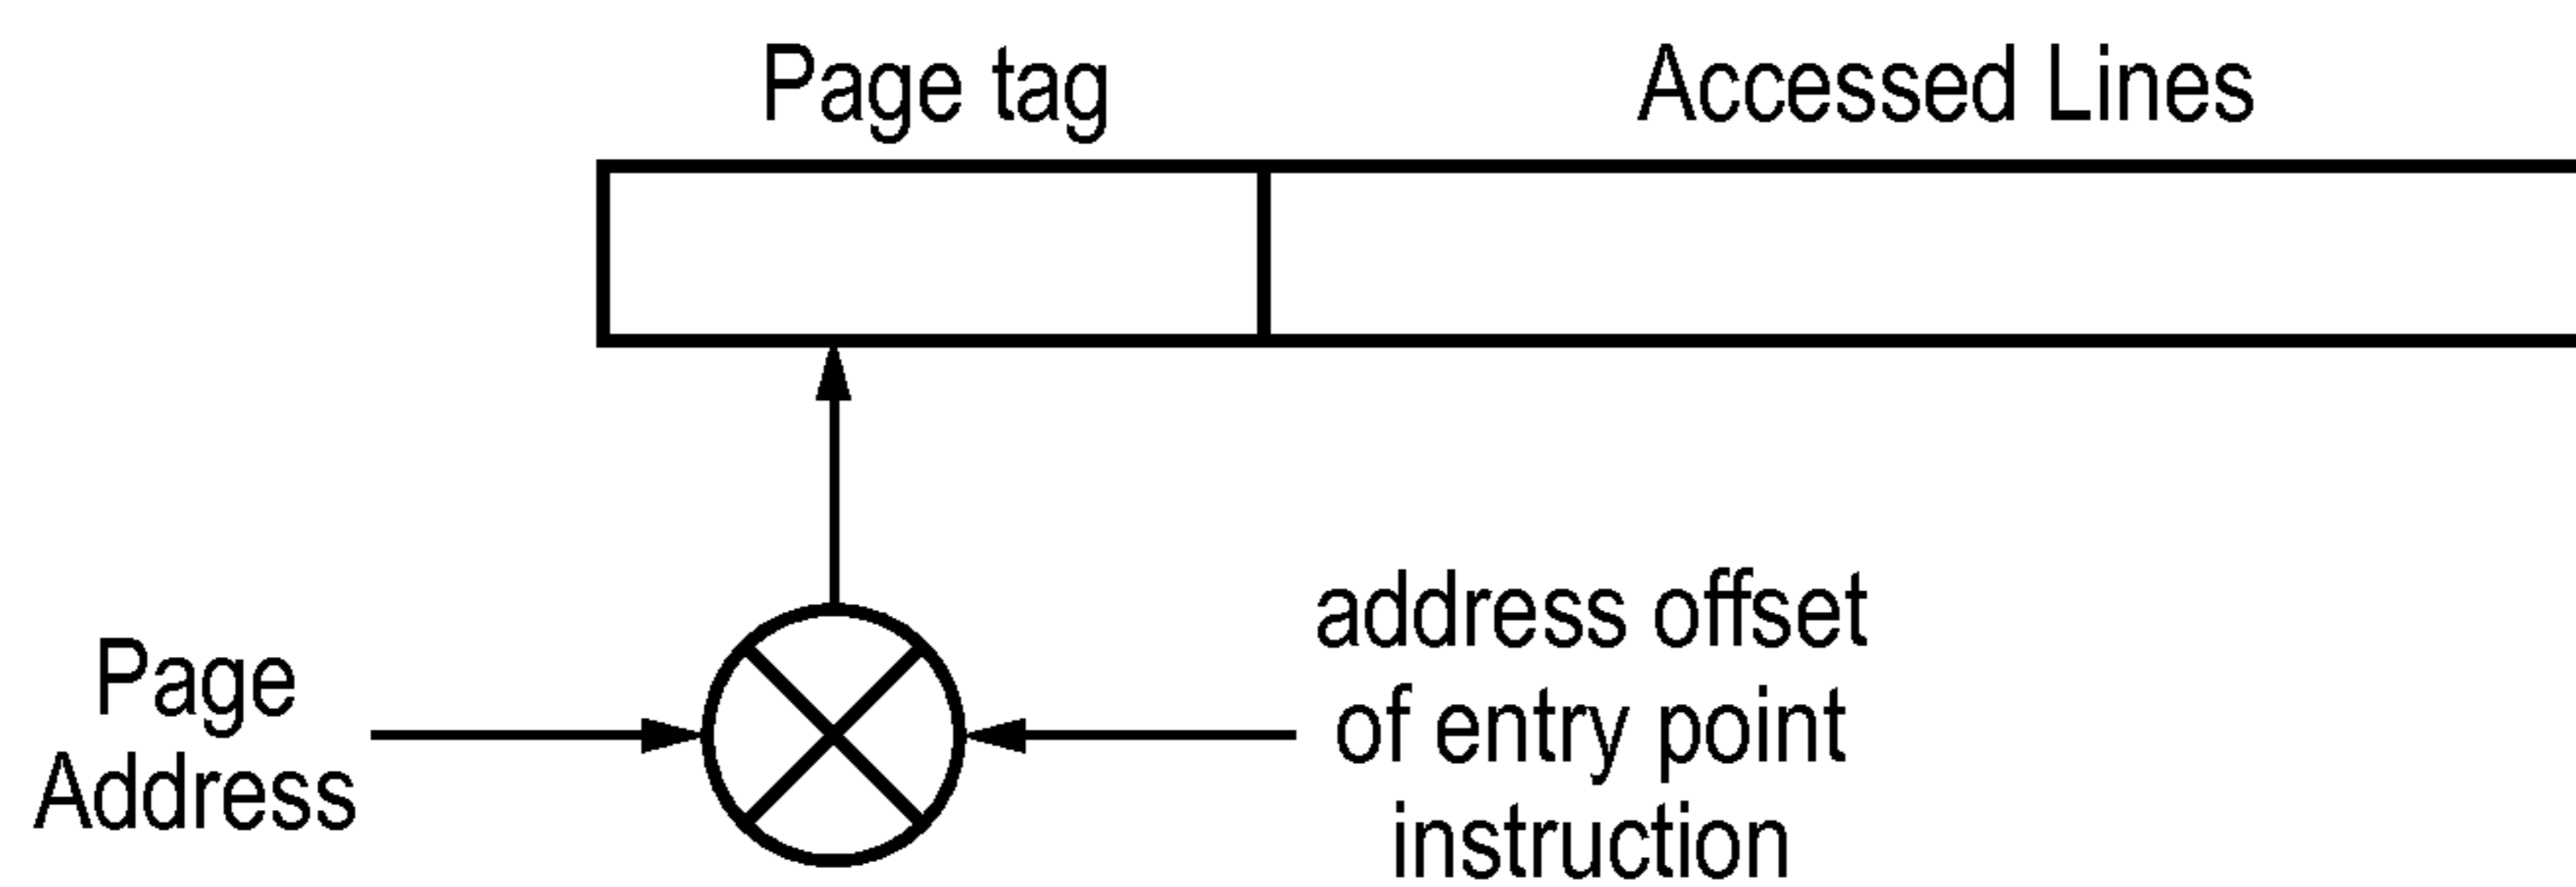 Page tag
Accessed Lines
Page
Address
address offset
of entry point
instruction